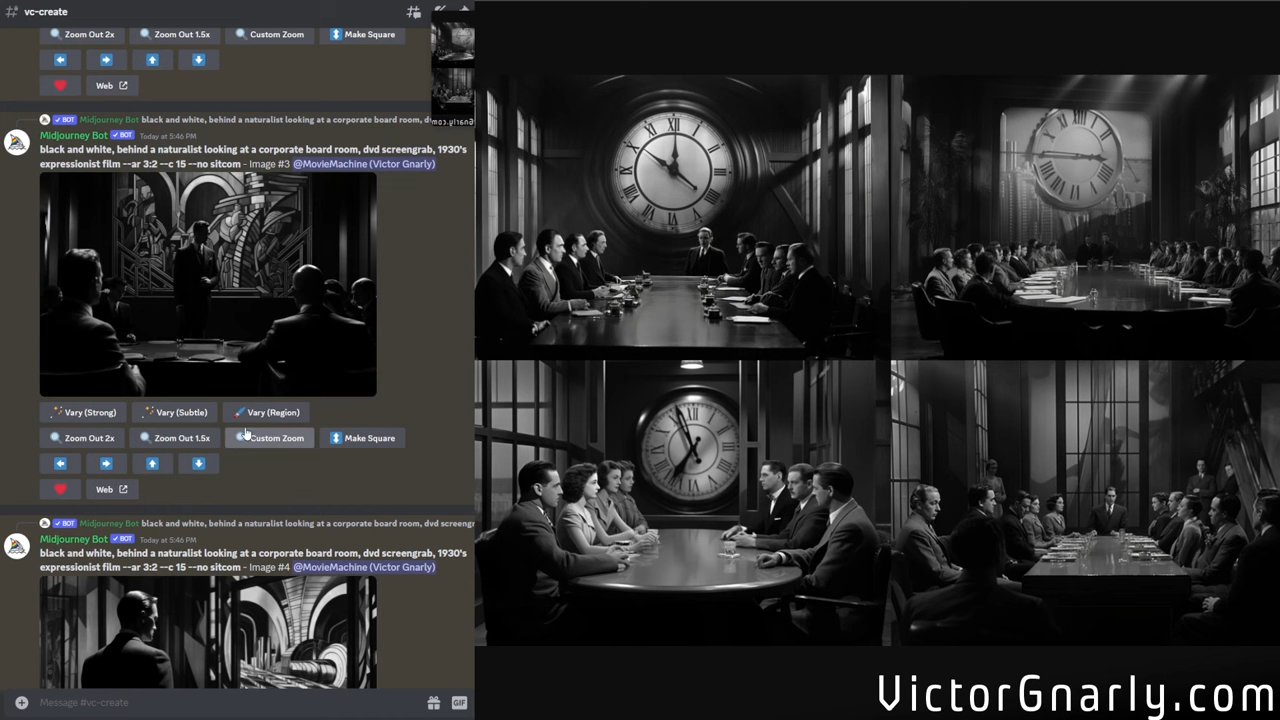 vc-create
Zoom Out 2x Zoom Out 1.5x Custom Zoom Make Square
Web
BOT Midjourney Bot black and white, behind a naturalist looking at a corporate board room,
Midjourney Bot BOT Today at 5:46 PM
black and white, behind a naturalist looking at a corporate board room, dvd screengrab, 1930's
expressionist film --ar 3:2 --c 15 --no sitcom - Image #3 @MovieMachine (Victor Gnarly)
Vary (Strong) Vary (Subtle) Vary (Region)
Zoom Out 2x Zoom Out 1.5x Custom Zoom Make Square
Web
BOT Midjourney Bot black and white, behind a naturalist looking at a corporate board room, dvd screengr
Midjourney Bot BOT Today at 5:46 PM
black and white, behind a naturalist looking at a corporate board room, dvd screengrab, 1930's
expressionist film --ar 3:2 --c 15 --no sitcom - Image #4 @MovieMachine (Victor Gnarly)
Message #vc-create
GIF
VictorGnarly.com